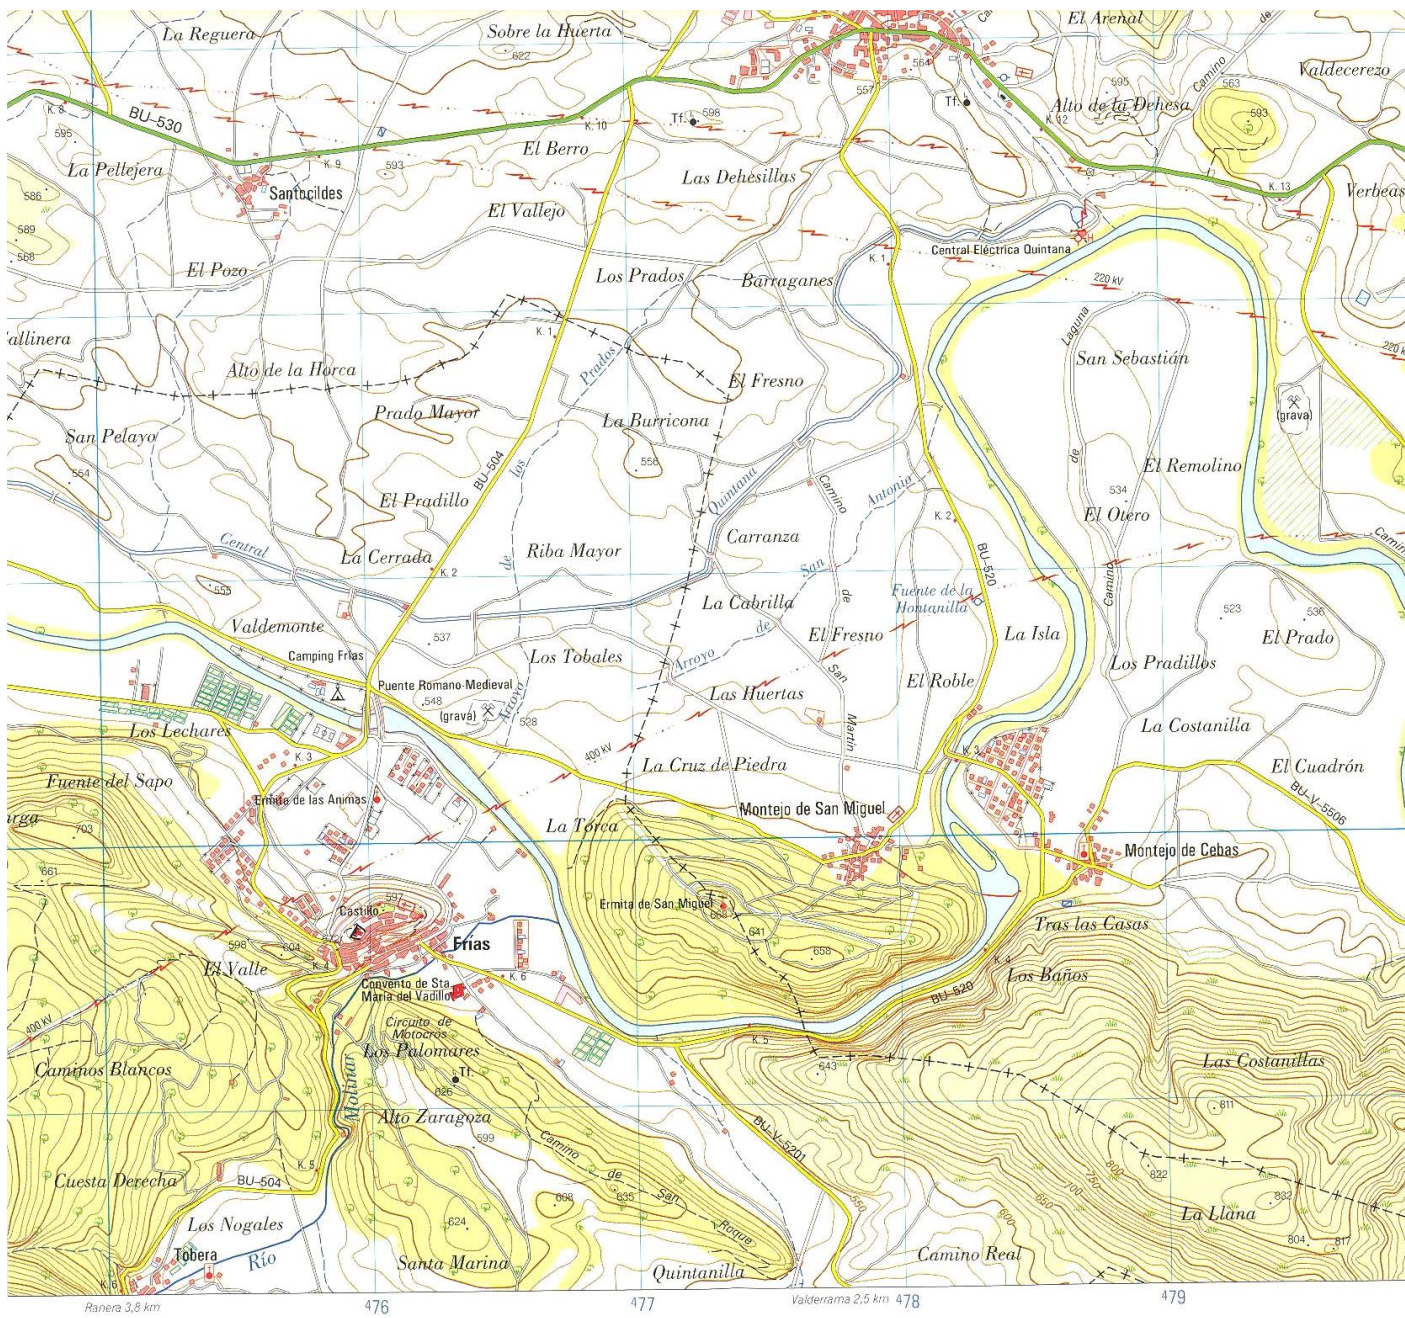 La Reguera
Sobre la Huerta
622
El Arenal
Camino
de
564
Valdecerezo
K. 8
BU-530
595
557
Tf.
Tf.
598
595
Alto de la Dehesa
563
593
K. 10
K. 12
El Berro
La Pellejera
K. 9
593
Santocildes
Las Dehesillas
K. 13
586
589
568
El Vallejo
Central Eléctrica Quintana
El Pozo
Los Prados
Barraganes
K. 1
220 kV
K. 1
Laguna
Alto de la Horca
Prados
El Fresno
San Sebastián
Prado Mayor
La Burricona
(grava)
San Pelayo
554
BU-504
los
556
El Remolino
Quintana
Camino
Antonio
de
534
El Otero
El Pradillo
K. 2
Central
La Cerrada
Riba Mayor
Carranza
K. 2
de
San
de
BU-520
555
La Cabrilla
Fuente de la
Hontanilla
Camino
523
536
Valdemonte
537
de
El Fresno
La Isla
El Prado
Camping Frías
Los Tobales
Arroyo
San
Los Pradillos
Puente Romano-Medieval
548
(grava)
Arroyo
528
Las Huertas
El Roble
Los Lechares
Martín
La Costanilla
K. 3
400 kV
K. 3
Fuente del Sapo
La Cruz de Piedra
El Cuadrón
BU-V-5506
Ermita de las Animas
Montejo de San Miguel
703
La Torca
Montejo de Cebas
661
Castillo
597
Ermita de San Miguel
668
641
658
Tras las Casas
598
604
572
Frías
El Valle
K. 4
K. 6
K. 4
Los Baños
Convento de Sta.
María del Vadillo
BU-520
400 kV
Circuito de
Motocros
Los Palomares
K. 5
Caminos Blancos
Tf.
626
643
Las Costanillas
Molinar
Alto Zaragoza
811
599
Camino
de
San
Roque
BU-V-5201
800
750
700
650
600
550
822
K. 5
Cuesta Derecha
BU-504
608
635
832
624
La Llana
Los Nogales
804
817
Tobera
Río
Santa Marina
Quintanilla
Camino Real
K. 6
Ranera 3,8 km
476
477
Valderrama 2,5 km
478
479